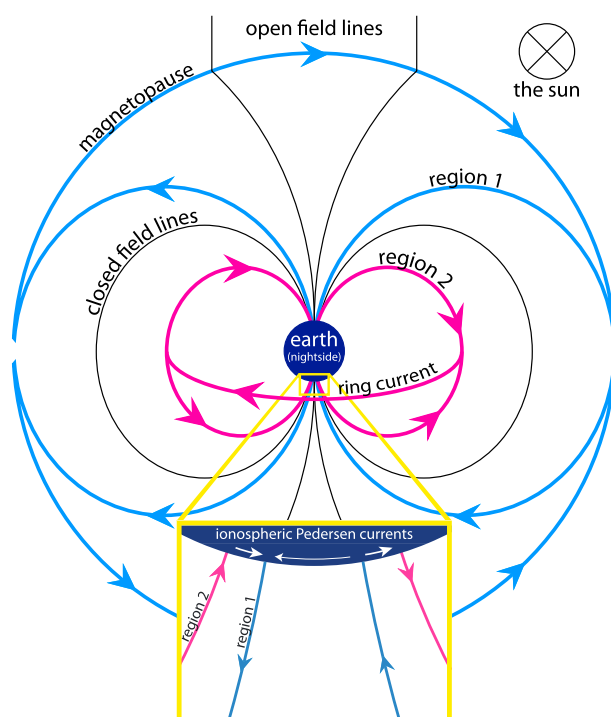 open field lines
the sun
magnetopause
region 1
closed field lines
region 2
earth
(nightside)
ring current
ionospheric Pedersen currents
region 2
region 1